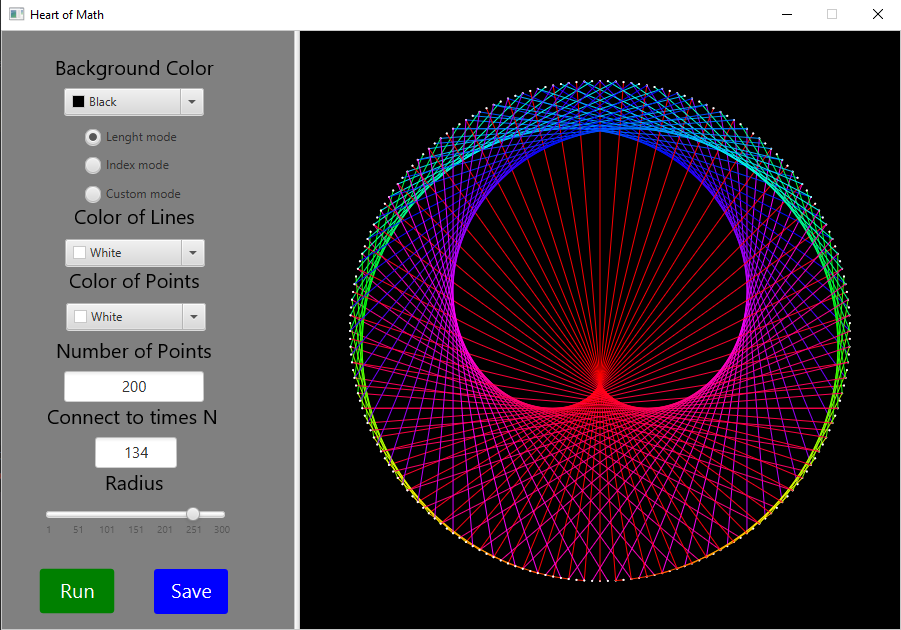 Heart of Math
Background Color
Black
Lenght mode
Index mode
Custom mode
Color of Lines
White
Color of Points
White
Number of Points
200
Connect to times N
134
Radius
1 51 101 151 201 251 300
Run Save